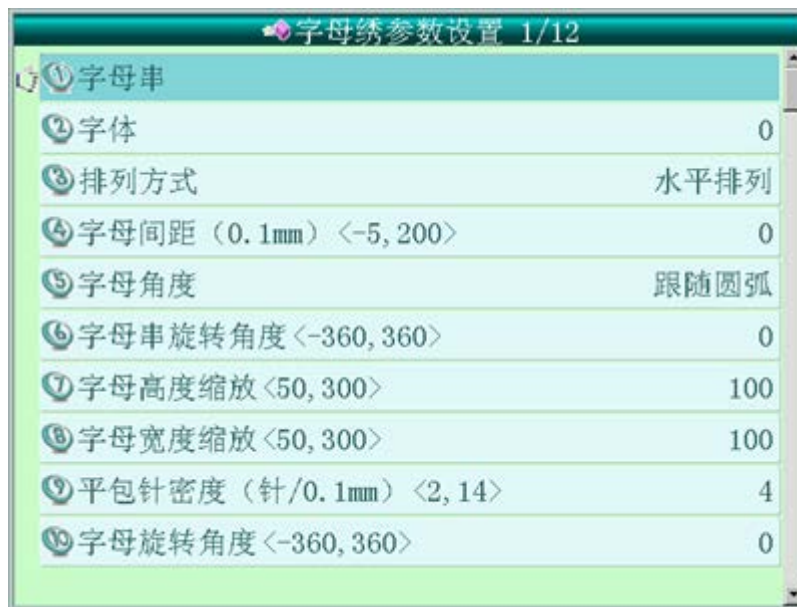 字母绣参数设置 1/12
①字母串
②字体 0
③排列方式 水平排列
④字母间距（0.1mm）<-5,200> 0
⑤字母角度 跟随圆弧
⑥字母串旋转角度<-360,360> 0
⑦字母高度缩放<50,300> 100
⑧字母宽度缩放<50,300> 100
⑨平包针密度（针/0.1mm）<2,14> 4
⑩字母旋转角度<-360,360> 0